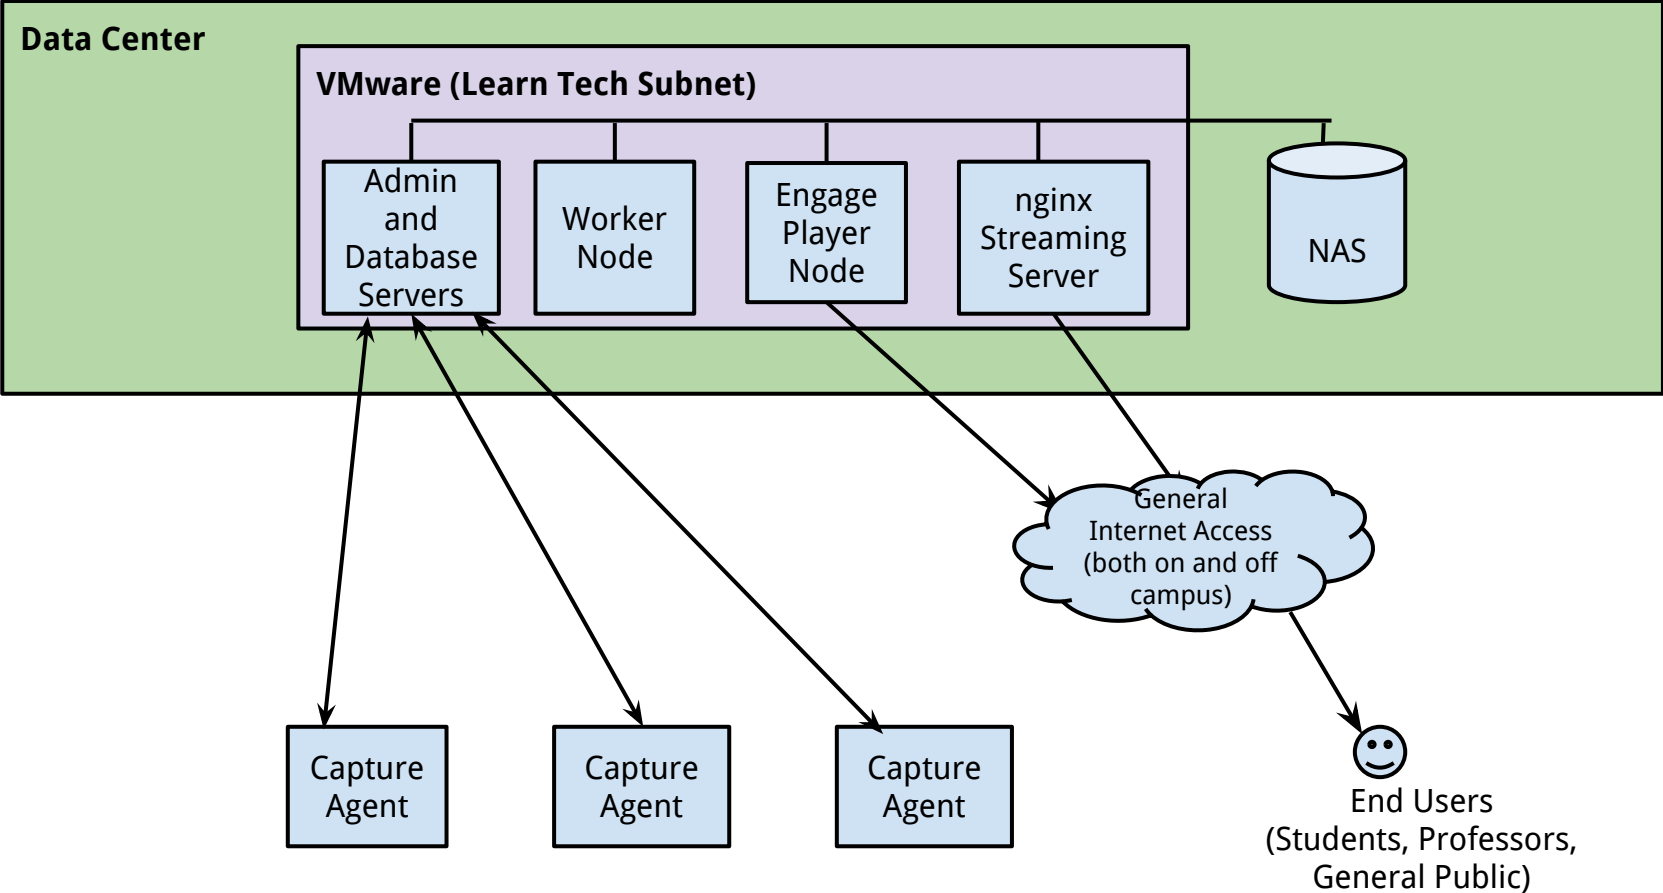 Data Center
VMware (Learn Tech Subnet)
Admin
and
Database
Servers
Worker
Node
Engage
Player
Node
nginx
Streaming
Server
NAS
General
Internet Access
(both on and off
campus)
Capture
Agent
Capture
Agent
Capture
Agent
End Users
(Students, Professors,
General Public)